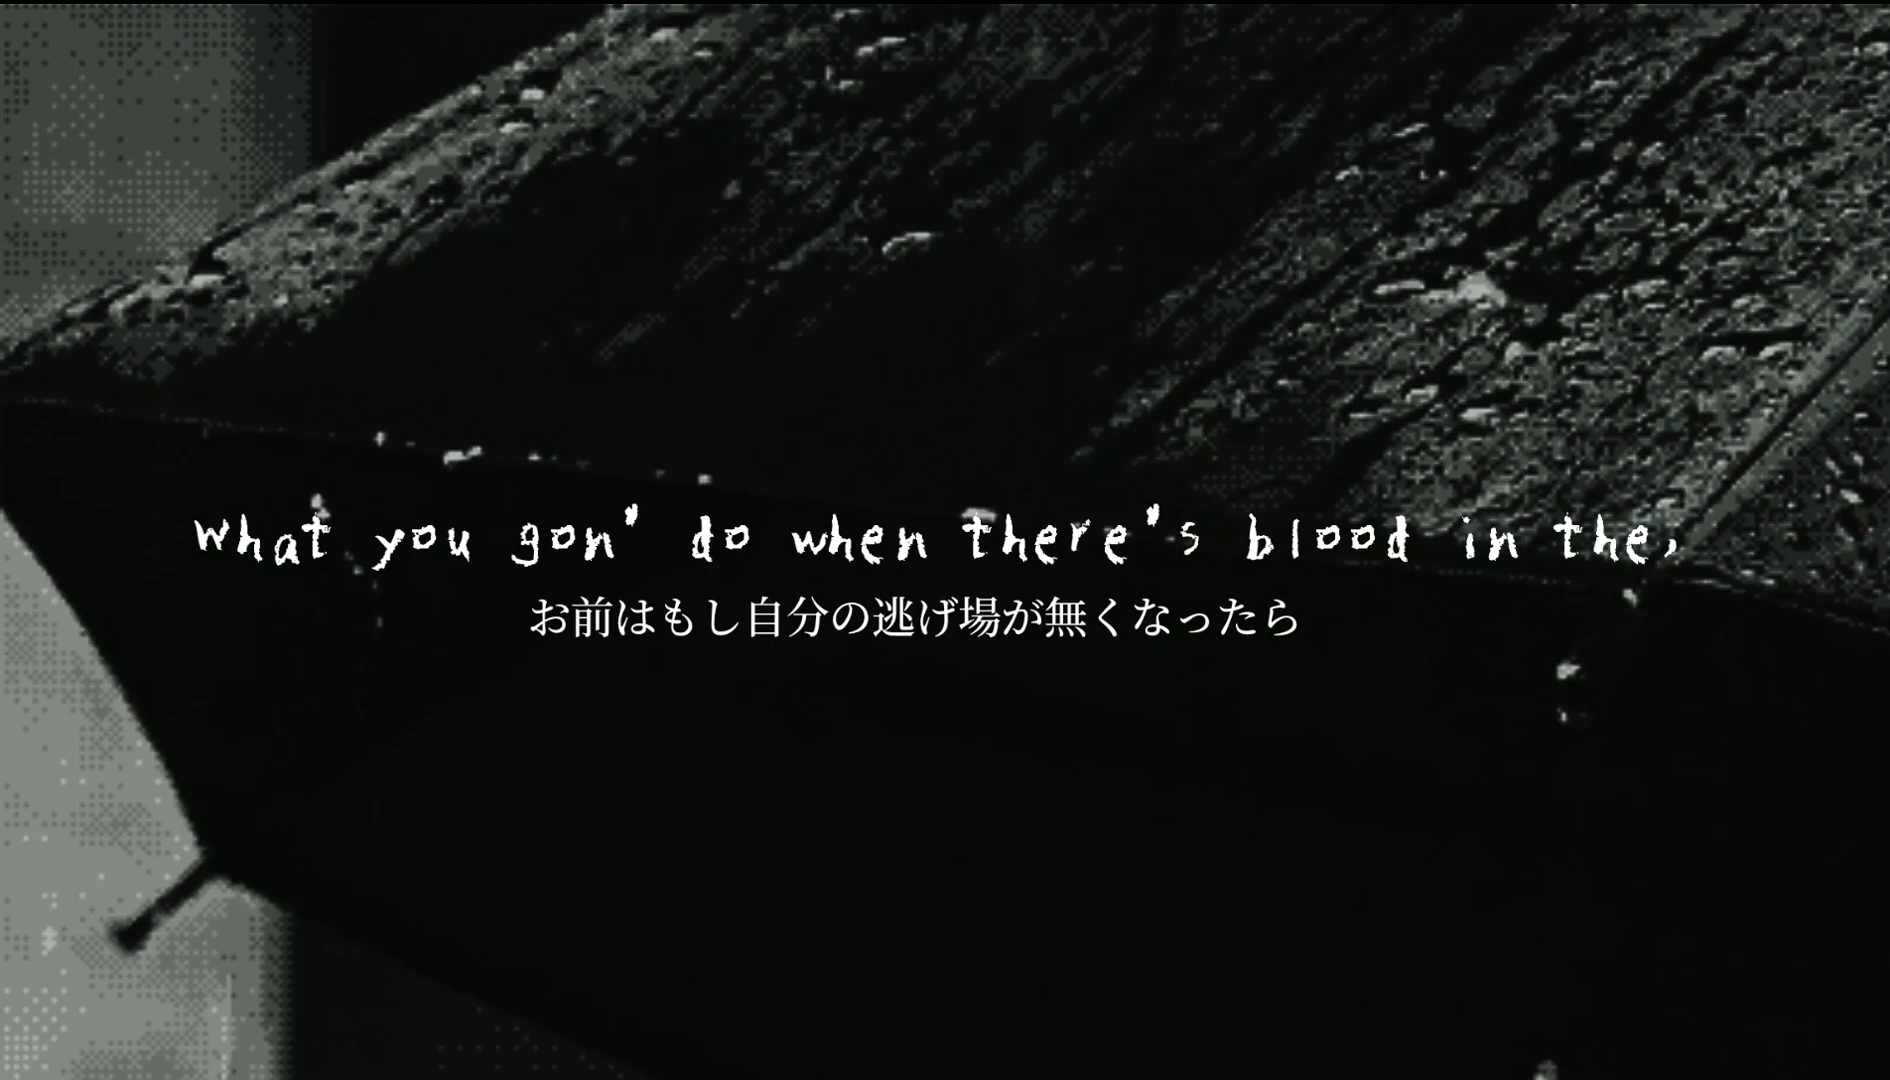 what you gon' do when there's blood in the,
お前はもし自分の逃げ場が無くなったら